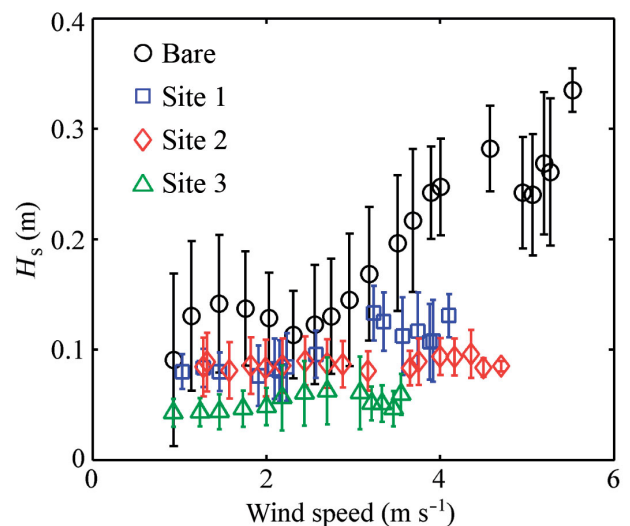 0.4
Bare
Site 1
0.3
Site 2
Site 3
Hs (m)
0.2
0.1
0
0 2 4 6
Wind speed (m s⁻¹)